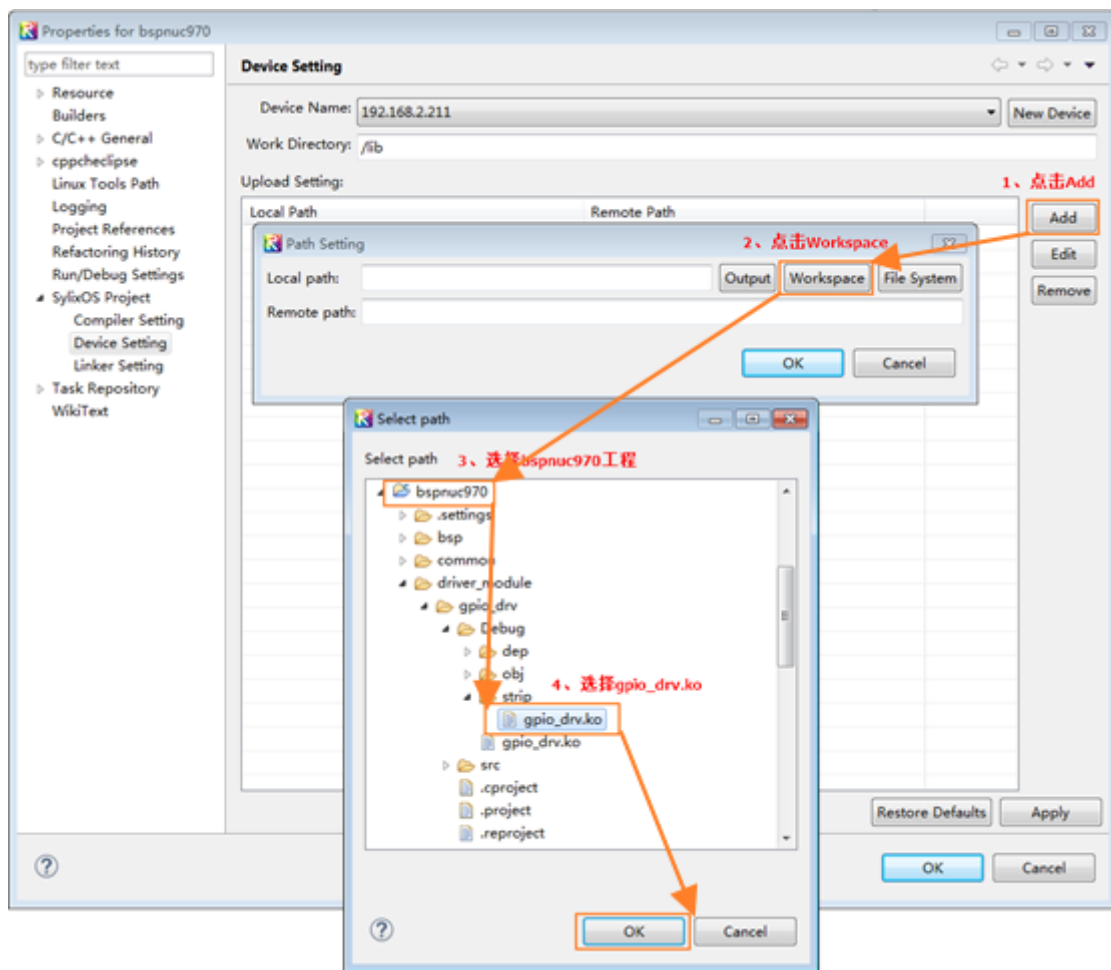 Properties for bspnuc970
type filter text
Resource
Builders
C/C++ General
cppcheclipse
Linux Tools Path
Logging
Project References
Refactoring History
Run/Debug Settings
SylixOS Project
Compiler Setting
Device Setting
Linker Setting
Task Repository
WikiText
Device Setting
Device Name: 192.168.2.211 New Device
Work Directory: /lib
Upload Setting:
1、点击Add
Local Path Remote Path
Add
Edit
Remove
Path Setting
2、点击Workspace
Local path: Output Workspace File System
Remote path:
OK Cancel
Select path
Select path 3、选择bspnuc970工程
bspnuc970
.settings
bsp
common
driver_module
gpio_drv
Debug
dep
obj
4、选择gpio_drv.ko
strip
gpio_drv.ko
gpio_drv.ko
src
.cproject
.project
.reproject
OK Cancel
Restore Defaults Apply
OK Cancel